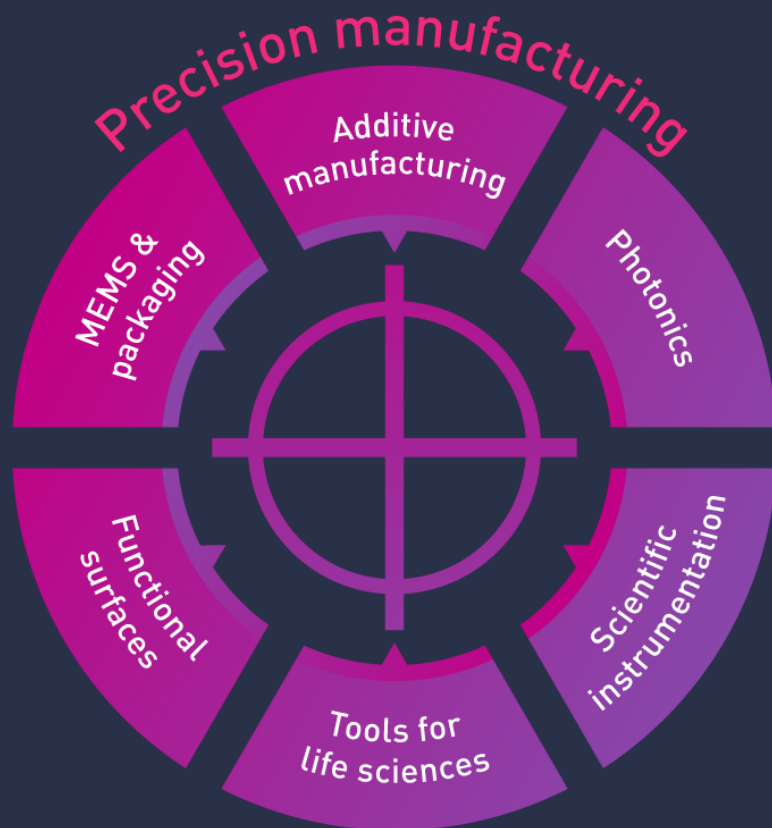 Precision manufacturing
Additive
manufacturing
Photonics
Scientific
instrumentation
Tools for
life sciences
Functional
surfaces
MEMS &
packaging